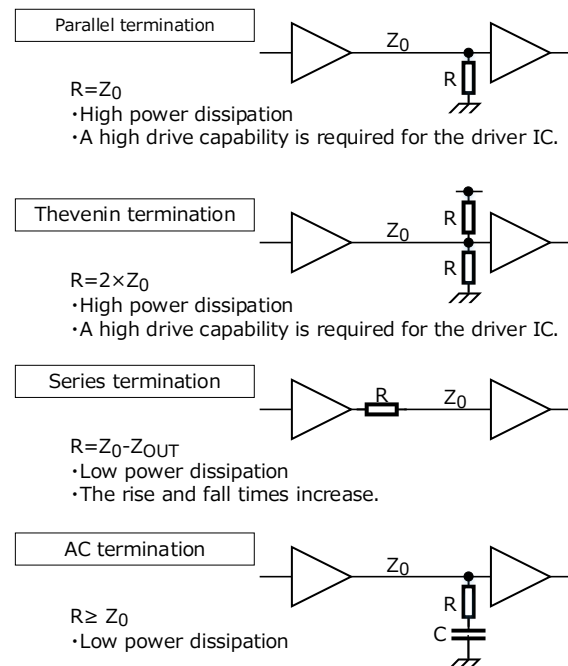 Parallel termination
Z0
R
R=Z0
・High power dissipation
・A high drive capability is required for the driver IC.
Thevenin termination
R
Z0
R
R=2×Z0
・High power dissipation
・A high drive capability is required for the driver IC.
Series termination
R
Z0
R=Z0-ZOUT
・Low power dissipation
・The rise and fall times increase.
AC termination
Z0
R
C
R≥ Z0
・Low power dissipation